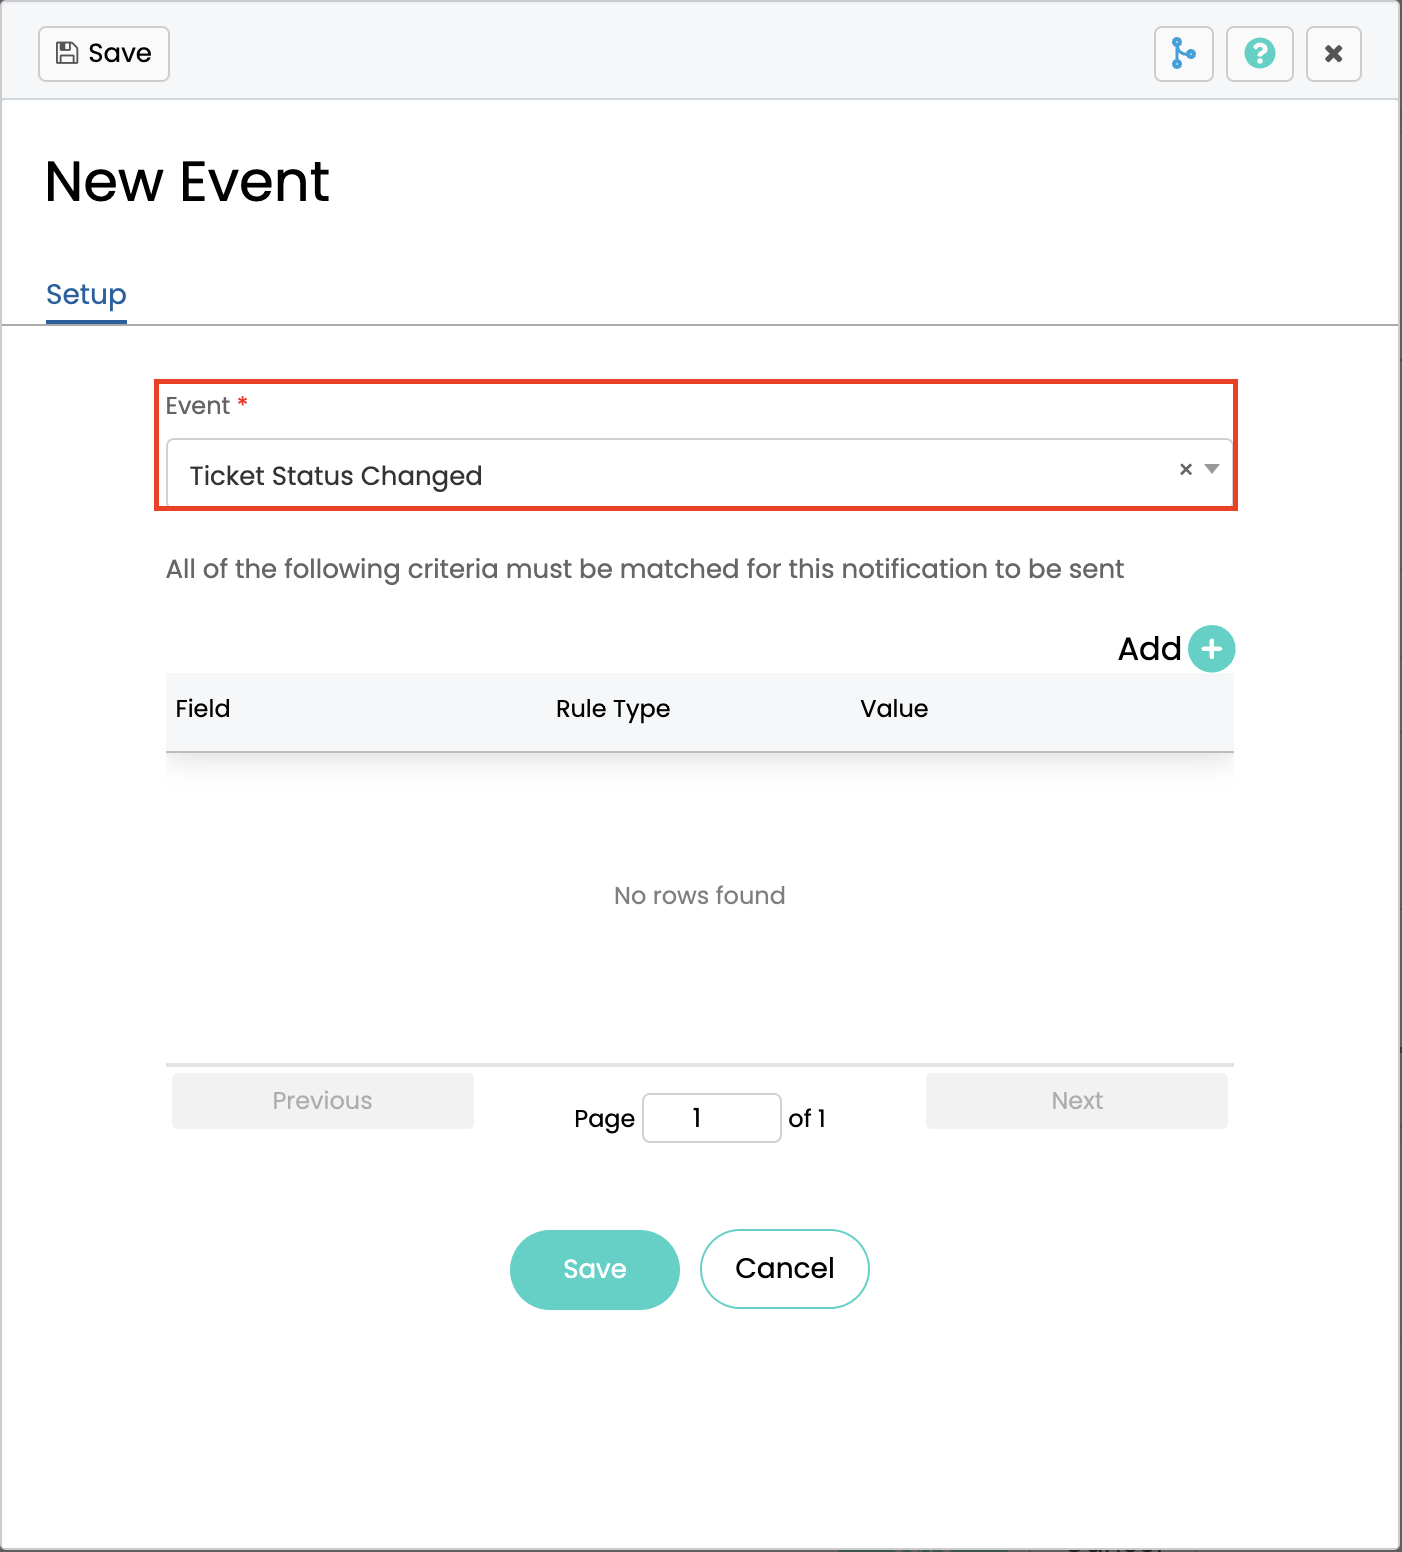 Save
New Event
Setup
Event *
Ticket Status Changed
All of the following criteria must be matched for this notification to be sent
Add
Field Rule Type Value
No rows found
Previous Page 1 of 1 Next
Save Cancel